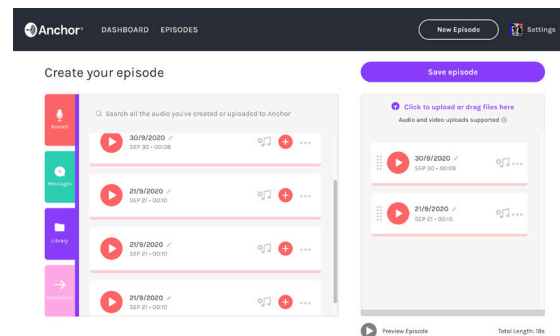 Anchor
DASHBOARD EPISODES
New Episode
Settings
Create your episode
Save episode
Record
Messages
Library
Transitions
Search all the audio you've created or uploaded to Anchor
30/9/2020
SEP 30 • 00:08
21/9/2020
SEP 21 • 00:10
21/9/2020
SEP 21 • 00:10
21/9/2020
SEP 21 • 00:10
Click to upload or drag files here
Audio and video uploads supported
30/9/2020
SEP 30 • 00:08
21/9/2020
SEP 21 • 00:10
Preview Episode
Total Length: 18s